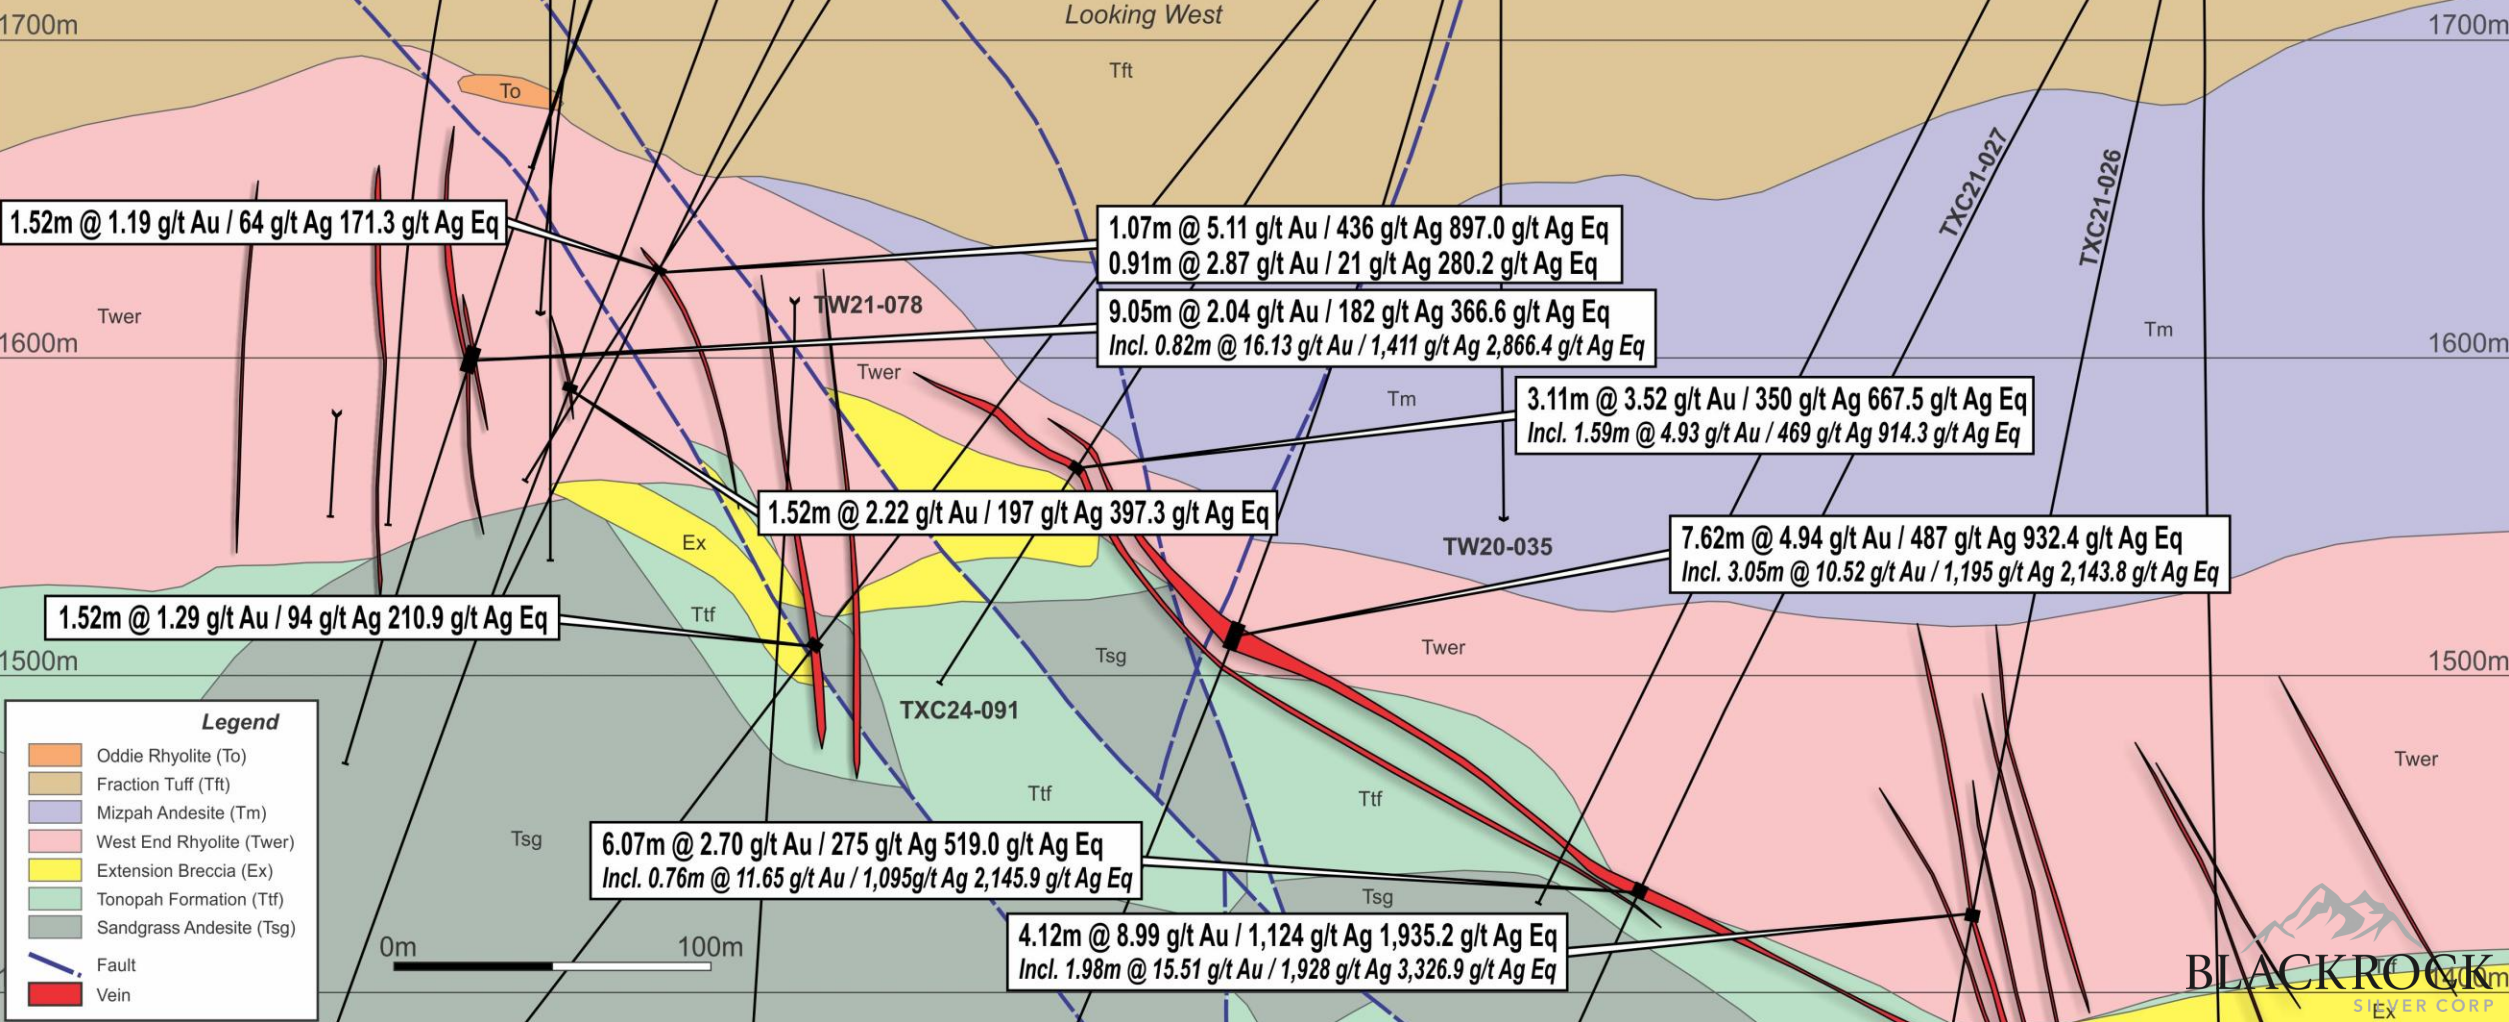 Looking West
1700m
1700m
Tft
To
TXC21-027
TXC21-026
1.52m @ 1.19 g/t Au / 64 g/t Ag 171.3 g/t Ag Eq
1.07m @ 5.11 g/t Au / 436 g/t Ag 897.0 g/t Ag Eq
0.91m @ 2.87 g/t Au / 21 g/t Ag 280.2 g/t Ag Eq
TW21-078
Twer
9.05m @ 2.04 g/t Au / 182 g/t Ag 366.6 g/t Ag Eq
Incl. 0.82m @ 16.13 g/t Au / 1,411 g/t Ag 2,866.4 g/t Ag Eq
Tm
1600m
1600m
Twer
Tm
3.11m @ 3.52 g/t Au / 350 g/t Ag 667.5 g/t Ag Eq
Incl. 1.59m @ 4.93 g/t Au / 469 g/t Ag 914.3 g/t Ag Eq
1.52m @ 2.22 g/t Au / 197 g/t Ag 397.3 g/t Ag Eq
Ex
TW20-035
7.62m @ 4.94 g/t Au / 487 g/t Ag 932.4 g/t Ag Eq
Incl. 3.05m @ 10.52 g/t Au / 1,195 g/t Ag 2,143.8 g/t Ag Eq
1.52m @ 1.29 g/t Au / 94 g/t Ag 210.9 g/t Ag Eq
Ttf
Tsg
Twer
1500m
1500m
TXC24-091
Legend
Oddie Rhyolite (To)
Fraction Tuff (Tft)
Mizpah Andesite (Tm)
West End Rhyolite (Twer)
Extension Breccia (Ex)
Tonopah Formation (Ttf)
Sandgrass Andesite (Tsg)
Fault
Vein
Twer
Ttf
Ttf
Tsg
6.07m @ 2.70 g/t Au / 275 g/t Ag 519.0 g/t Ag Eq
Incl. 0.76m @ 11.65 g/t Au / 1,095g/t Ag 2,145.9 g/t Ag Eq
Tsg
0m
100m
4.12m @ 8.99 g/t Au / 1,124 g/t Ag 1,935.2 g/t Ag Eq
Incl. 1.98m @ 15.51 g/t Au / 1,928 g/t Ag 3,326.9 g/t Ag Eq
Ttf
1400m
BLACKROCK
SILVER CORP
Ex